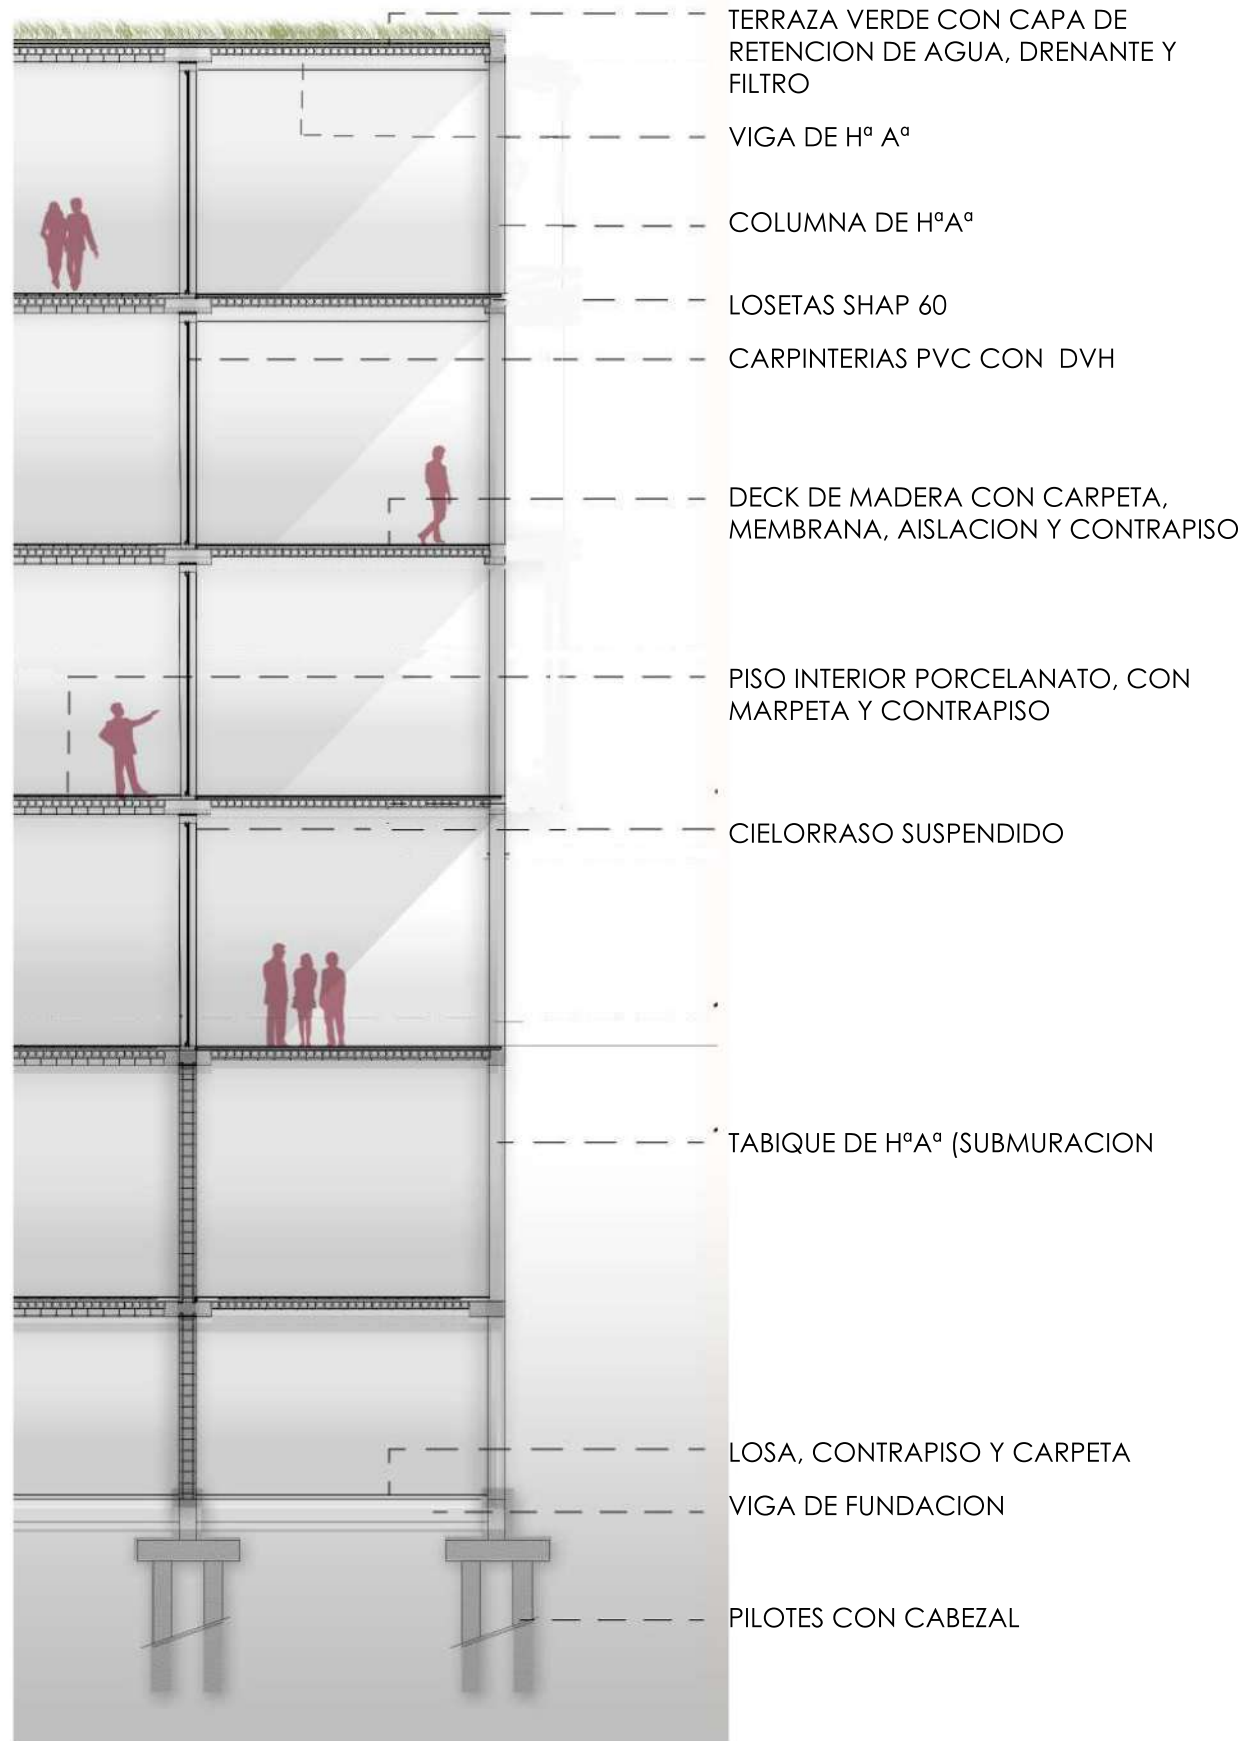 TERRAZA VERDE CON CAPA DE
RETENCION DE AGUA, DRENANTE Y
FILTRO
VIGA DE Hª Aª
COLUMNA DE HªAª
LOSETAS SHAP 60
CARPINTERIAS PVC CON DVH
DECK DE MADERA CON CARPETA,
MEMBRANA, AISLACION Y CONTRAPISO
PISO INTERIOR PORCELANATO, CON
MARPETA Y CONTRAPISO
CIELORRASO SUSPENDIDO
TABIQUE DE HªAª (SUBMURACION
LOSA, CONTRAPISO Y CARPETA
VIGA DE FUNDACION
PILOTES CON CABEZAL